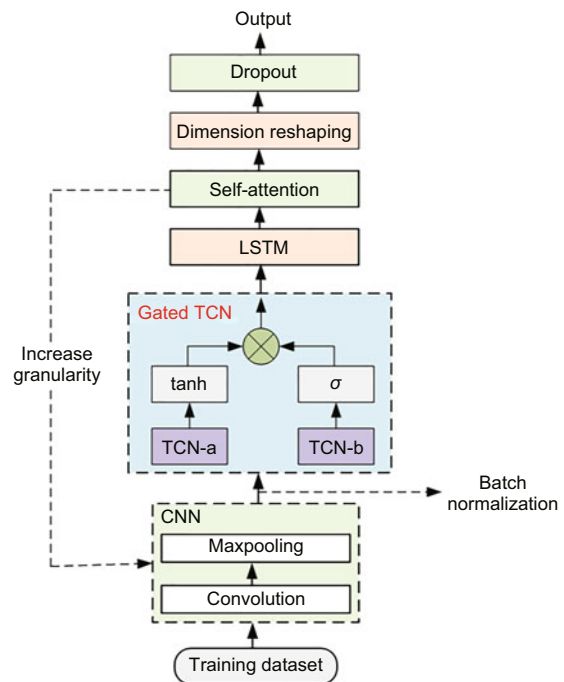 Output
Dropout
Dimension reshaping
Self-attention
LSTM
Gated TCN
Increase
granularity
tanh
σ
TCN-a
TCN-b
Batch
normalization
CNN
Maxpooling
Convolution
Training dataset